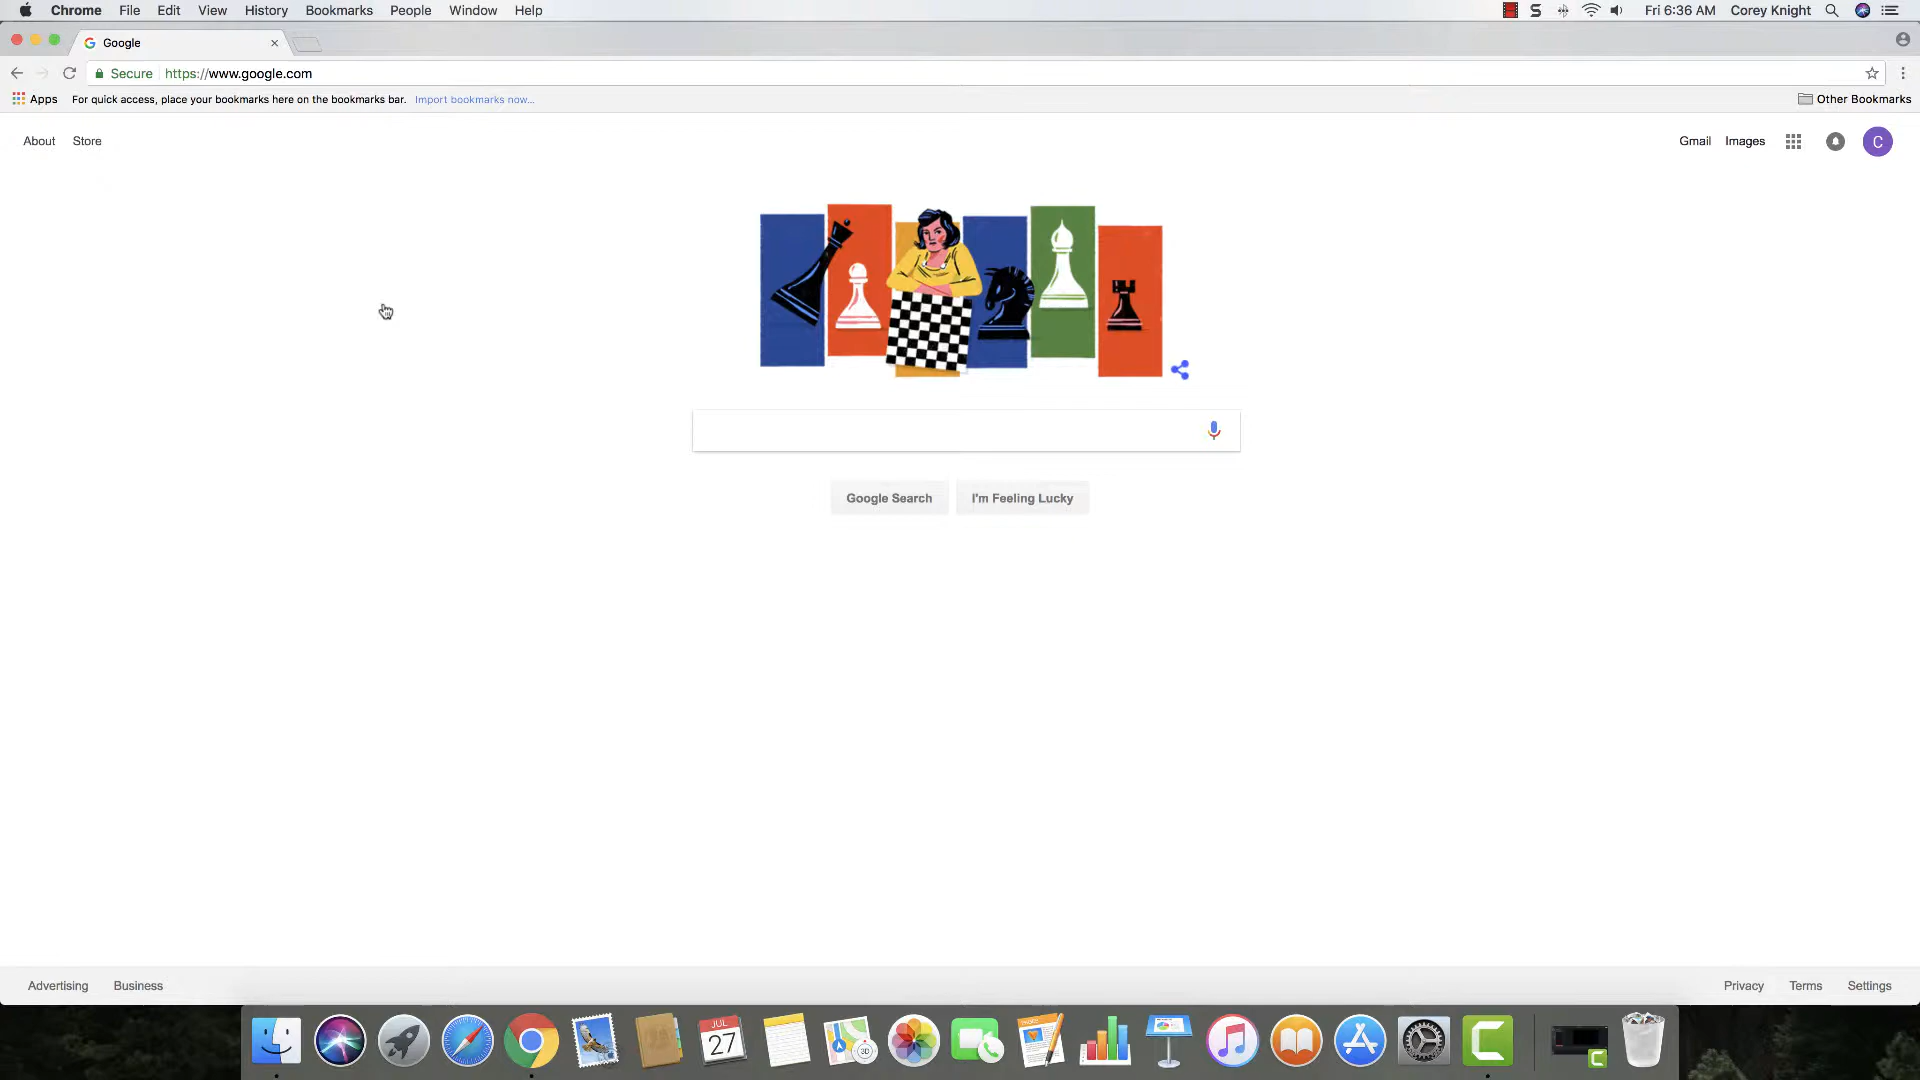 Chrome File Edit View History Bookmarks People Window Help Fri 6:36 AM Corey Knight
Google
Secure https://www.google.com
Apps For quick access, place your bookmarks here on the bookmarks bar. Import bookmarks now... Other Bookmarks
About Store Gmail Images C
Google Search I'm Feeling Lucky
Advertising Business Privacy Terms Settings
JUL
27
3D